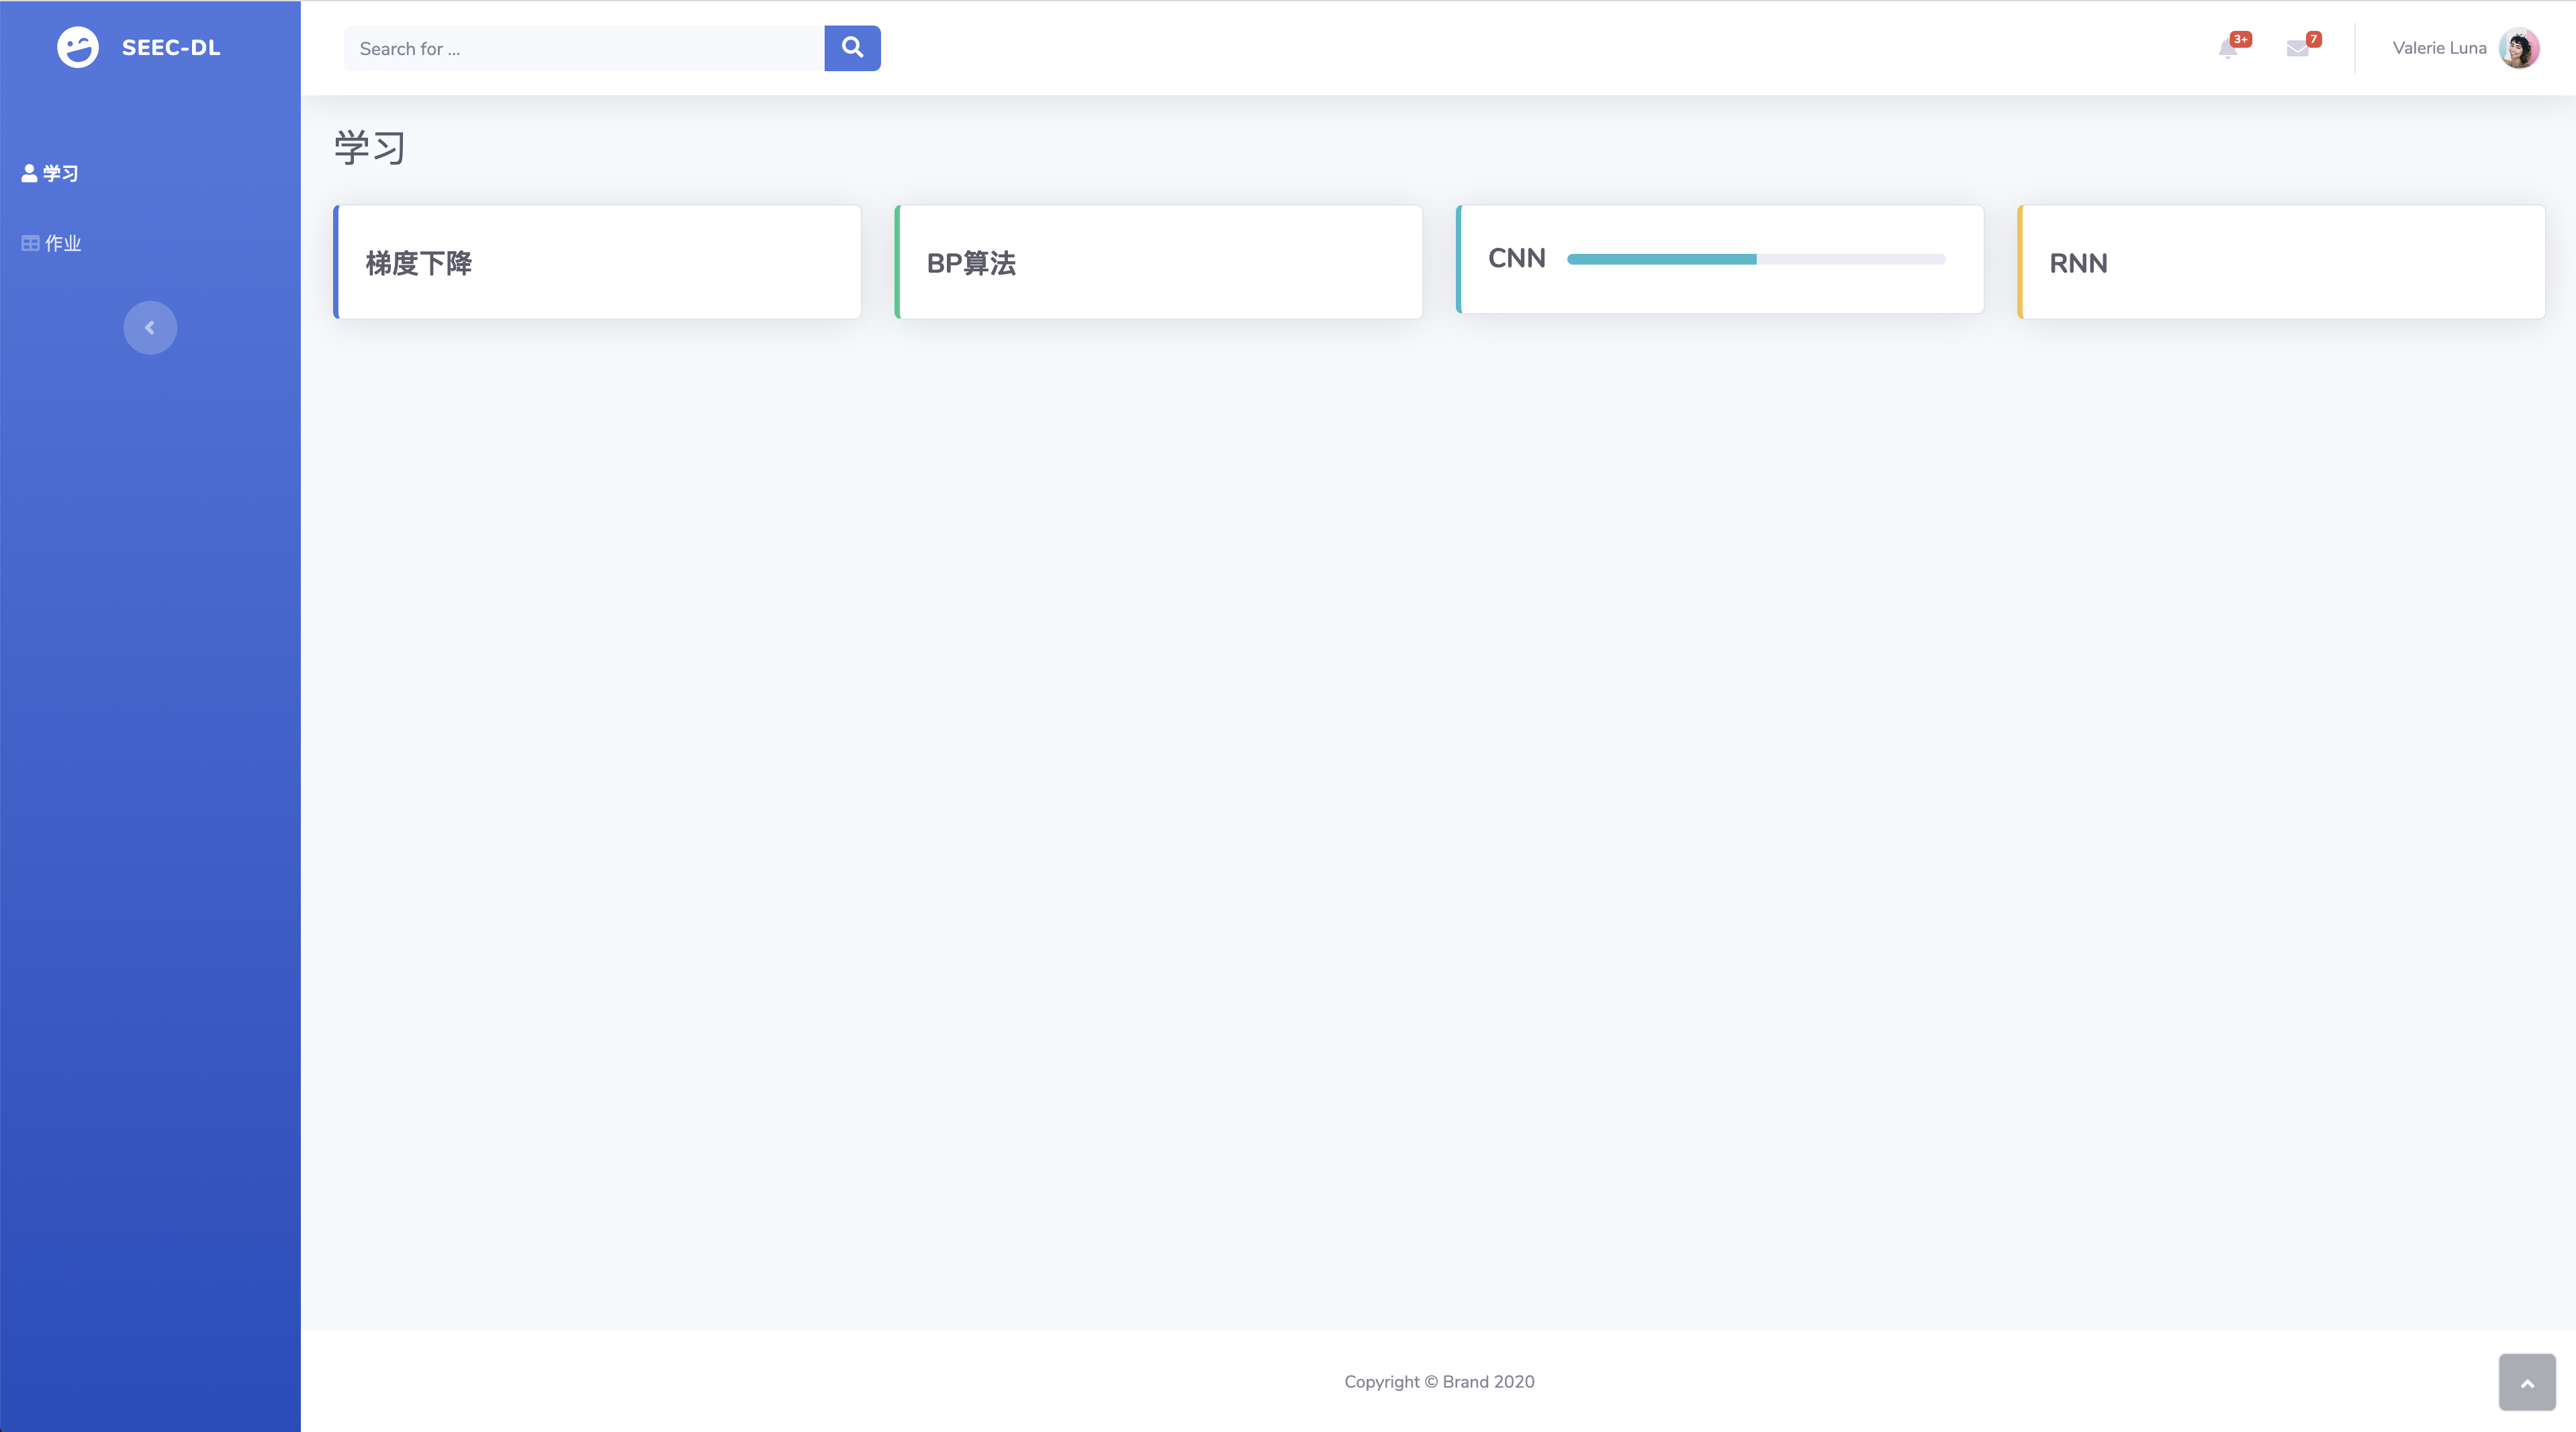 SEEC-DL
Search for ...
3+
7
Valerie Luna
学习
作业
学习
梯度下降
BP算法
CNN
RNN
Copyright © Brand 2020